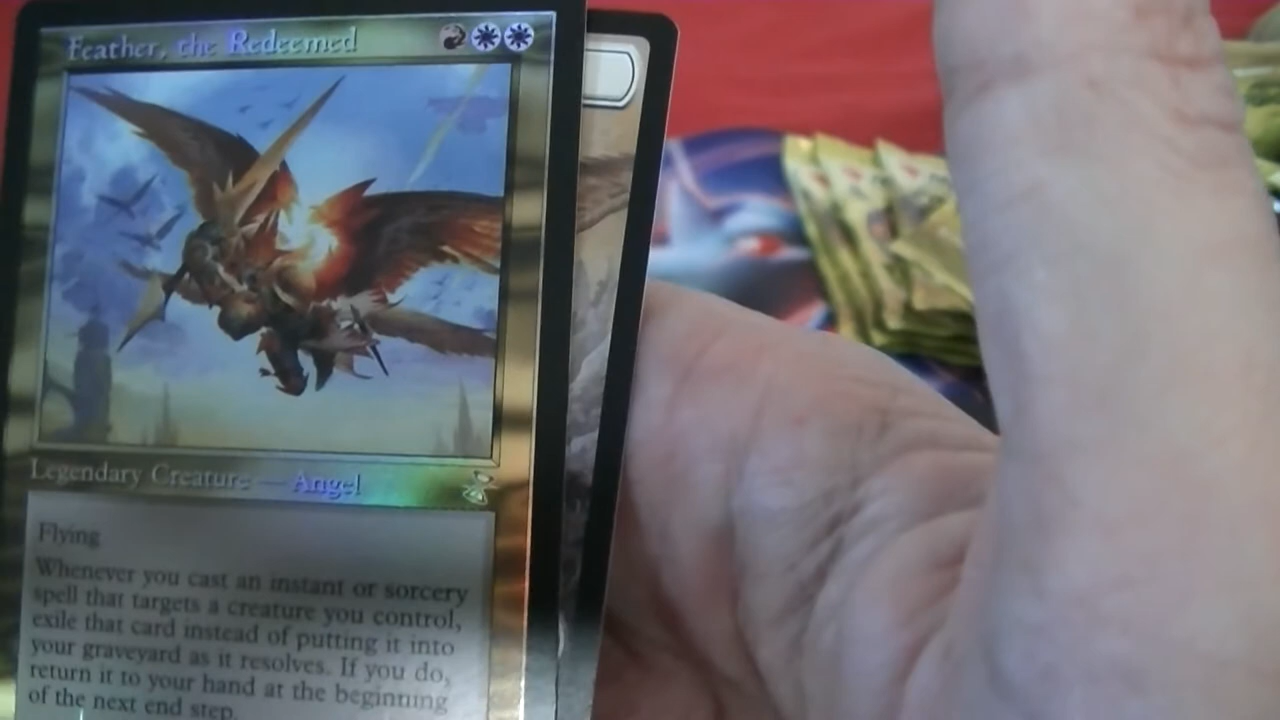 Feather, the Redeemed
Legendary Creature — Angel
Flying
Whenever you cast an instant or sorcery
spell that targets a creature you control,
exile that card instead of putting it into
your graveyard as it resolves. If you do,
return it to your hand at the beginning
of the next end step.